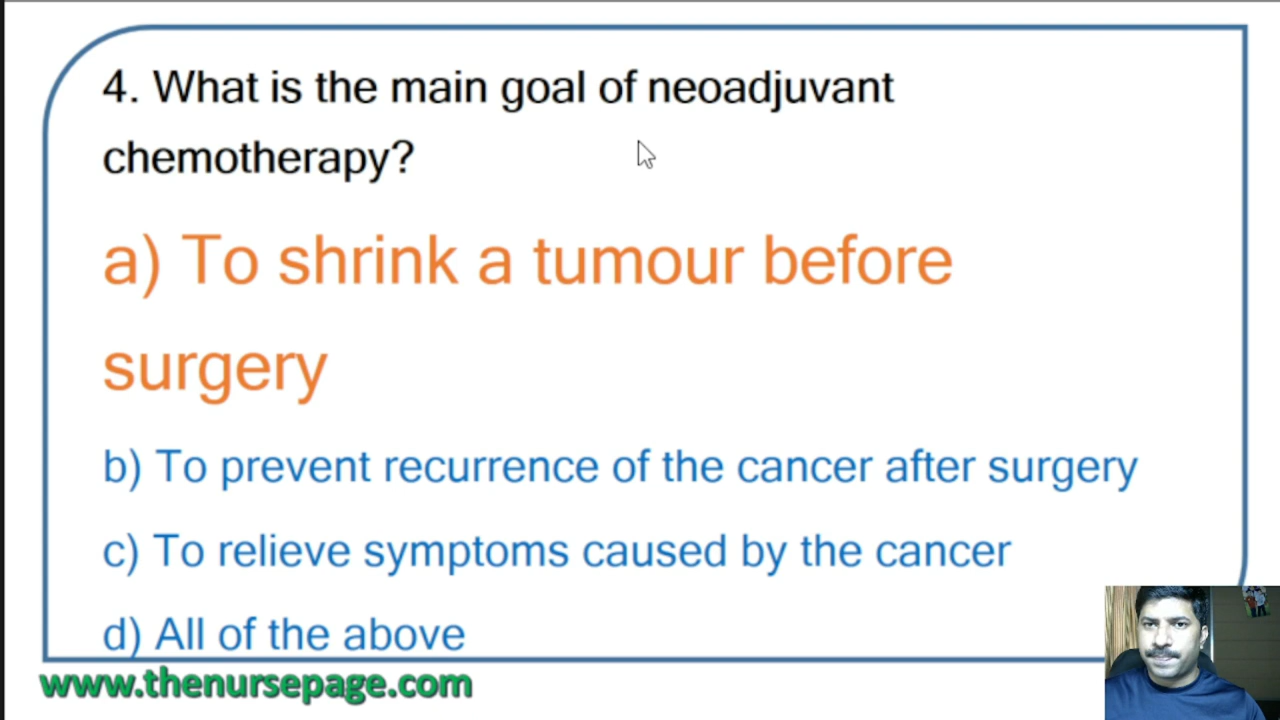 4. What is the main goal of neoadjuvant
chemotherapy?
a) To shrink a tumour before
surgery
b) To prevent recurrence of the cancer after surgery
c) To relieve symptoms caused by the cancer
d) All of the above
www.thenursepage.com